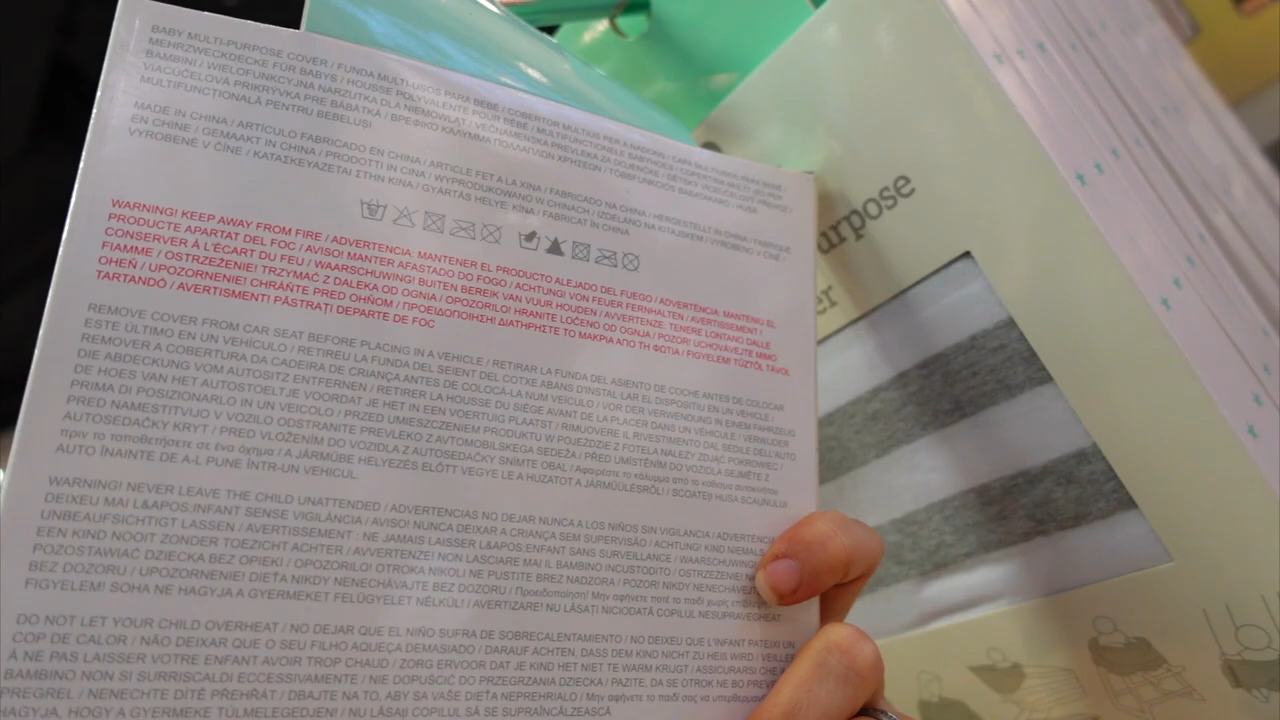 BABY MULTI-PURPOSE COVER / FUNDA MULTI-USOS PARA BEBÉ / COBERTOR MULTIÚS PER A NADONS / CAPA MULTIUSOS PARA BEBÉ /
MEHRZWECKDECKE FÜR BABYS / HOUSSE POLYVALENTE POUR BÉBÉ / MULTIFUNCTIONELE BABYHOES / COPERTINA MULTI USO PER
BAMBINI / WIELOFUNKCYJNA NARZUTKA DLA NIEMOWLĄT / VEČNAMENSKA PREVLEKA ZA DOJENČKE / DĚTSKÝ VÍCEÚČELOVÝ PŘEHOZ /
VIACÚČELOVÁ PRIKRÝVKA PRE BÁBÄTKÁ / ΒΡΕΦΙΚΟ ΚΑΛΥΜΜΑ ΠΟΛΛΑΠΛΩΝ ΧΡΗΣΕΩΝ / TÖBBFUNKCIÓS BABATAKARÓ / HUSĂ
MULTIFUNCȚIONALĂ PENTRU BEBELUȘI
MADE IN CHINA / ARTÍCULO FABRICADO EN CHINA / ARTICLE FET A LA XINA / FABRICADO NA CHINA / HERGESTELLT IN CHINA / FABRIQUÉ
EN CHINE / GEMAAKT IN CHINA / PRODOTTI IN CINA / WYPRODUKOWANO W CHINACH / IZDELANO NA KITAJSKEM / VYROBENO V ČÍNĚ /
VYROBENÉ V ČÍNE / ΚΑΤΑΣΚΕΥΑΖΕΤΑΙ ΣΤΗΝ ΚΙΝΑ / GYÁRTÁS HELYE: KÍNA / FABRICAT ÎN CHINA
WARNING! KEEP AWAY FROM FIRE / ADVERTENCIA: MANTENER EL PRODUCTO ALEJADO DEL FUEGO / ADVERTÈNCIA: MANTENIU EL
PRODUCTE APARTAT DEL FOC / AVISO! MANTER AFASTADO DO FOGO / ACHTUNG! VON FEUER FERNHALTEN / AVERTISSEMENT !
CONSERVER À L'ÉCART DU FEU / WAARSCHUWING! BUITEN BEREIK VAN VUUR HOUDEN / AVVERTENZE: TENERE LONTANO DALLE
FIAMME / OSTRZEŻENIE! TRZYMAĆ Z DALEKA OD OGNIA / OPOZORILO! HRANITE LOČENO OD OGNJA / POZOR! UCHOVÁVEJTE MIMO
OHEŇ / UPOZORNENIE! CHRÁŇTE PRED OHŇOM / ΠΡΟΕΙΔΟΠΟΙΗΣΗ! ΔΙΑΤΗΡΗΣΤΕ ΤΟ ΜΑΚΡΙΑ ΑΠΟ ΤΗ ΦΩΤΙΑ / FIGYELEM! TŰZTŐL TÁVOL
TARTANDÓ / AVERTISMENT! PĂSTRAȚI DEPARTE DE FOC
REMOVE COVER FROM CAR SEAT BEFORE PLACING IN A VEHICLE / RETIRAR LA FUNDA DEL ASIENTO DE COCHE ANTES DE COLOCAR
ESTE ÚLTIMO EN UN VEHÍCULO / RETIREU LA FUNDA DEL SEIENT DEL COTXE ABANS D'INSTAL·LAR EL DISPOSITIU EN UN VEHICLE /
REMOVER A COBERTURA DA CADEIRA DE CRIANÇA ANTES DE COLOCÁ-LA NUM VEÍCULO / VOR DER VERWENDUNG IN EINEM FAHRZEUG
DIE ABDECKUNG VOM AUTOSITZ ENTFERNEN / RETIRER LA HOUSSE DU SIÈGE AVANT DE LA PLACER DANS UN VÉHICULE / VERWIJDER
DE HOES VAN HET AUTOSTOELTJE VOORDAT JE HET IN EEN VOERTUIG PLAATST / RIMUOVERE IL RIVESTIMENTO DAL SEDILE DELL'AUTO
PRIMA DI POSIZIONARLO IN UN VEICOLO / PRZED UMIESZCZENIEM PRODUKTU W POJEŹDZIE Z FOTELA NALEŻY ZDJĄĆ POKROWIEC /
PRED NAMESTITVIJO V VOZILO ODSTRANITE PREVLEKO Z AVTOMOBILSKEGA SEDEŽA / PŘED UMÍSTĚNÍM DO VOZIDLA SEJMĚTE Z
AUTOSEDAČKY KRYT / PRED VLOŽENÍM DO VOZIDLA Z AUTOSEDAČKY SNÍMTE OBAL / Αφαιρέστε το κάλυμμα από το κάθισμα αυτοκινήτου
πριν το τοποθετήσετε σε ένα όχημα / A JÁRMŰBE HELYEZÉS ELŐTT VEGYE LE A HUZATOT A JÁRMŰÜLÉSRŐL! / SCOATEȚI HUSA SCAUNULUI
AUTO ÎNAINTE DE A-L PUNE ÎNTR-UN VEHICUL.
WARNING! NEVER LEAVE THE CHILD UNATTENDED / ADVERTENCIAS NO DEJAR NUNCA A LOS NIÑOS SIN VIGILANCIA / ADVERTÈNCIA
DEIXEU MAI L&APOS;INFANT SENSE VIGILÀNCIA / AVISO! NUNCA DEIXAR A CRIANÇA SEM SUPERVISÃO / ACHTUNG! KIND NIEMALS
UNBEAUFSICHTIGT LASSEN / AVERTISSEMENT : NE JAMAIS LAISSER L&APOS;ENFANT SANS SURVEILLANCE / WAARSCHUWING!
EEN KIND NOOIT ZONDER TOEZICHT ACHTER / AVVERTENZE! NON LASCIARE MAI IL BAMBINO INCUSTODITO / OSTRZEŻENIE! N
POZOSTAWIAĆ DZIECKA BEZ OPIEKI / OPOZORILO! OTROKA NIKOLI NE PUSTITE BREZ NADZORA / POZOR! NIKDY NENECHÁVEJT
BEZ DOZORU / UPOZORNENIE! DIEŤA NIKDY NENECHÁVAJTE BEZ DOZORU / Προειδοποίηση! Μην αφήνετε ποτέ το παιδί χωρίς επίβλεψη
FIGYELEM! SOHA NE HAGYJA A GYERMEKET FELÜGYELET NÉLKÜL! / AVERTIZARE! NU LĂSAȚI NICIODATĂ COPILUL NESUPRAVEGHEAT
DO NOT LET YOUR CHILD OVERHEAT / NO DEJAR QUE EL NIÑO SUFRA DE SOBRECALENTAMIENTO / NO DEIXEU QUE L'INFANT PATEIXI UN
COP DE CALOR / NÃO DEIXAR QUE O SEU FILHO AQUEÇA DEMASIADO / DARAUF ACHTEN, DASS DEM KIND NICHT ZU HEIß WIRD / VEILLER
À NE PAS LAISSER VOTRE ENFANT AVOIR TROP CHAUD / ZORG ERVOOR DAT JE KIND HET NIET TE WARM KRIJGT / ASSICURARSI CHE
BAMBINO NON SI SURRISCALDI ECCESSIVAMENTE / NIE DOPUŚCIĆ DO PRZEGRZANIA DZIECKA / PAZITE, DA SE OTROK NE BO PREVE
PREGREL / NENECHTE DÍTĚ PŘEHŘÁT / DBAJTE NA TO, ABY SA VAŠE DIEŤA NEPREHRIALO / Μην αφήνετε το παιδί σας να υπερθερμα
HAGYJA, HOGY A GYERMEKE TÚLMELEGEDJEN! / NU LĂSAȚI COPILUL SĂ SE SUPRAÎNCĂLZEASCĂ
urpose
er